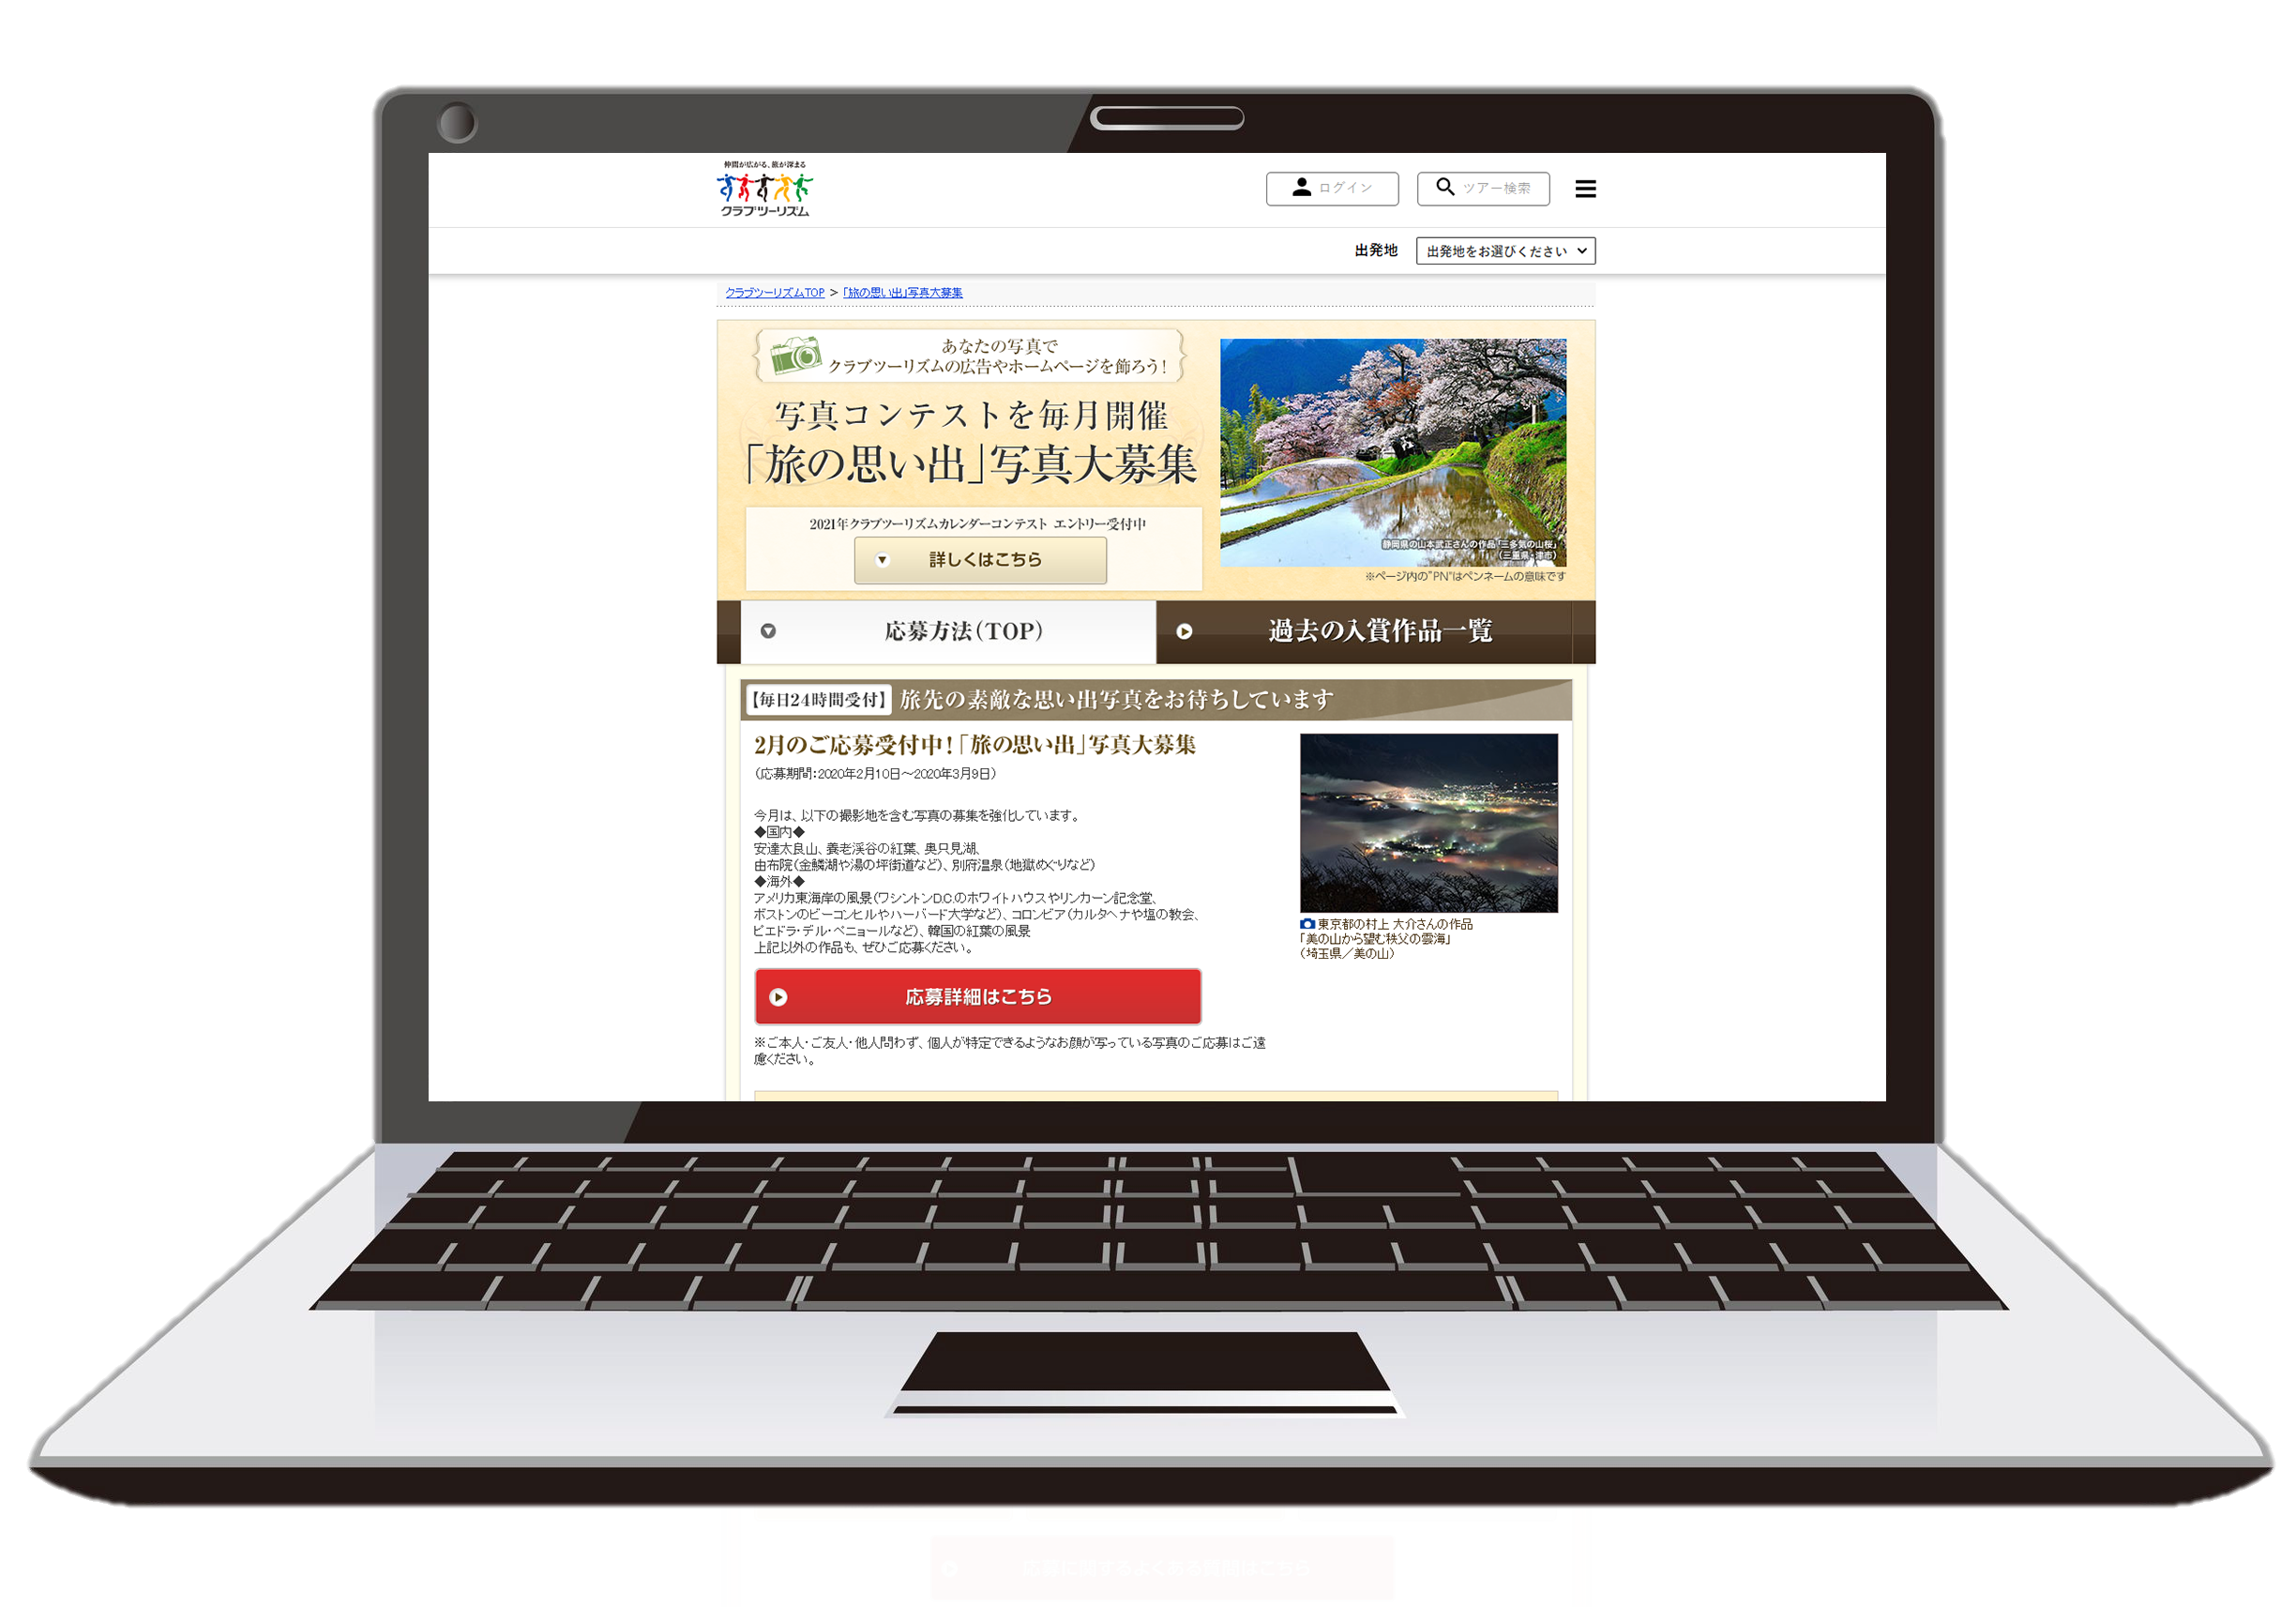 仲間が広がる、旅が深まる
クラブツーリズム
ログイン
ツアー検索
出発地
出発地をお選びください
クラブツーリズムTOP > 「旅の思い出」写真大募集
あなたの写真で
クラブツーリズムの広告やホームページを飾ろう！
写真コンテストを毎月開催
「旅の思い出」写真大募集
2021年クラブツーリズムカレンダーコンテスト エントリー受付中
詳しくはこちら
静岡県の山本武正さんの作品「三多気の山桜」
（三重県・津市）
※ページ内の"PN"はペンネームの意味です
応募方法（TOP）
過去の入賞作品一覧
【毎日24時間受付】 旅先の素敵な思い出写真をお待ちしています
2月のご応募受付中！「旅の思い出」写真大募集
（応募期間：2020年2月10日～2020年3月9日）
今月は、以下の撮影地を含む写真の募集を強化しています。
◆国内◆
安達太良山、養老渓谷の紅葉、奥只見湖、
由布院（金鱗湖や湯の坪街道など）、別府温泉（地獄めぐりなど）
◆海外◆
アメリカ東海岸の風景（ワシントンD.C.のホワイトハウスやリンカーン記念堂、
ボストンのビーコンヒルやハーバード大学など）、コロンビア（カルタヘナや塩の教会、
ピエドラ・デル・ペニョールなど）、韓国の紅葉の風景
上記以外の作品も、ぜひご応募ください。
東京都の村上 大介さんの作品
「美の山から望む秩父の雲海」
（埼玉県／美の山）
応募詳細はこちら
※ご本人・ご友人・他人問わず、個人が特定できるようなお顔が写っている写真のご応募はご遠
慮ください。